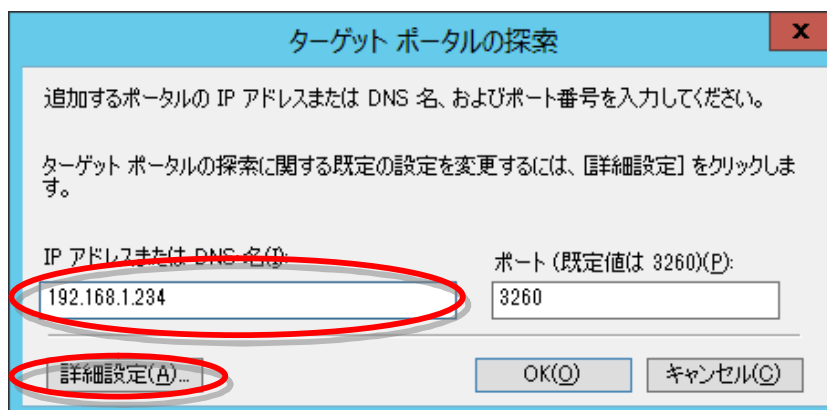 ターゲット ポータルの探索
x
追加するポータルの IP アドレスまたは DNS 名、およびポート番号を入力してください。
ターゲット ポータルの探索に関する既定の設定を変更するには、[詳細設定] をクリックしま
す。
IP アドレスまたは DNS 名(I):
ポート (既定値は 3260)(P):
192.168.1.234
3260
詳細設定(A)...
OK(O)
キャンセル(C)